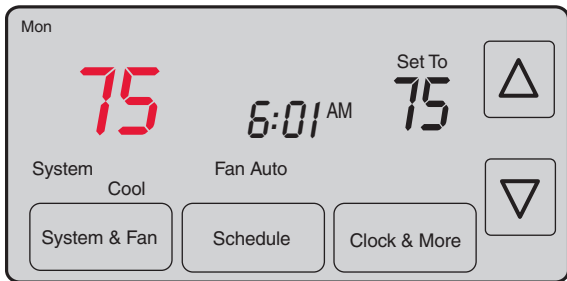 Mon
Set To
75
6:01 AM
75
System
Cool
Fan Auto
System & Fan
Schedule
Clock & More